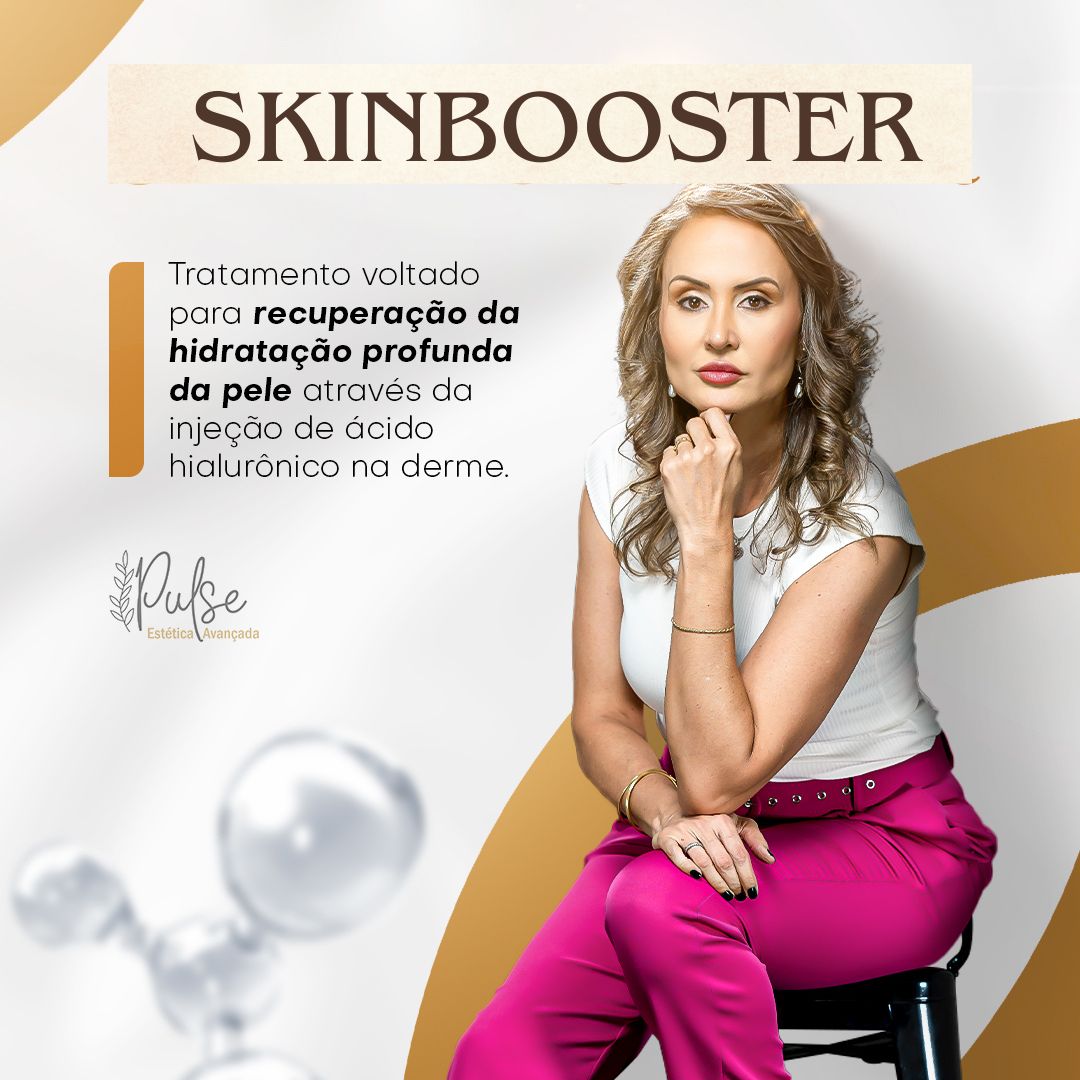 SKINBOOSTER
Tratamento voltado
para recuperação da
hidratação profunda
da pele através da
injeção de ácido
hialurônico na derme.
Pulse
Estética Avançada